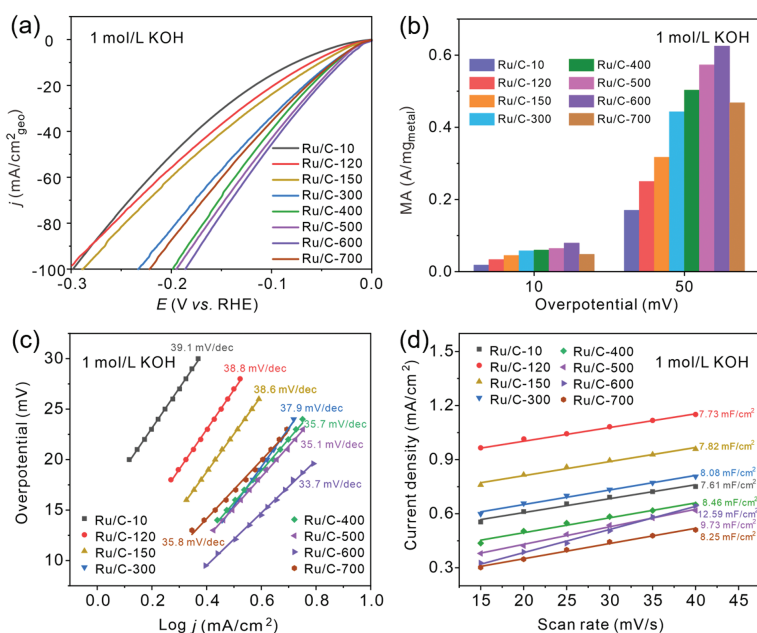 (a)
1 mol/L KOH
j (mA/cm²geo)
0
-20
-40
-60
-80
-100
Ru/C-10
Ru/C-120
Ru/C-150
Ru/C-300
Ru/C-400
Ru/C-500
Ru/C-600
Ru/C-700
-0.3
-0.2
-0.1
0.0
E (V vs. RHE)
(b)
1 mol/L KOH
MA (A/mgmetal)
0.6
0.4
0.2
0.0
Ru/C-10
Ru/C-120
Ru/C-150
Ru/C-300
Ru/C-400
Ru/C-500
Ru/C-600
Ru/C-700
10
50
Overpotential (mV)
(c)
1 mol/L KOH
Overpotential (mV)
30
25
20
15
10
39.1 mV/dec
38.8 mV/dec
38.6 mV/dec
37.9 mV/dec
35.7 mV/dec
35.1 mV/dec
33.7 mV/dec
35.8 mV/dec
Ru/C-10
Ru/C-120
Ru/C-150
Ru/C-300
Ru/C-400
Ru/C-500
Ru/C-600
Ru/C-700
0.0
0.2
0.4
0.6
0.8
1.0
Log j (mA/cm²)
(d)
1 mol/L KOH
Current density (mA/cm²)
1.5
1.2
0.9
0.6
0.3
Ru/C-10
Ru/C-120
Ru/C-150
Ru/C-300
Ru/C-400
Ru/C-500
Ru/C-600
Ru/C-700
7.73 mF/cm²
7.82 mF/cm²
8.08 mF/cm²
7.61 mF/cm²
8.46 mF/cm²
12.59 mF/cm²
9.73 mF/cm²
8.25 mF/cm²
15
20
25
30
35
40
45
Scan rate (mV/s)